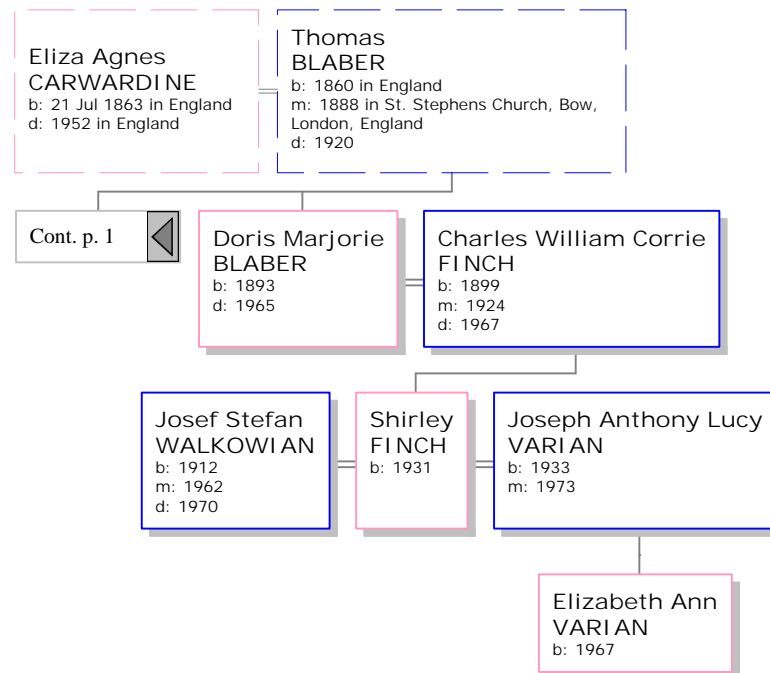 Eliza Agnes
CARWARDINE
b: 21 Jul 1863 in England
d: 1952 in England
Thomas
BLABER
b: 1860 in England
m: 1888 in St. Stephens Church, Bow,
London, England
d: 1920
Cont. p. 1
Doris Marjorie
BLABER
b: 1893
d: 1965
Charles William Corrie
FINCH
b: 1899
m: 1924
d: 1967
Josef Stefan
WALKOWIAN
b: 1912
m: 1962
d: 1970
Shirley
FINCH
b: 1931
Joseph Anthony Lucy
VARIAN
b: 1933
m: 1973
Elizabeth Ann
VARIAN
b: 1967